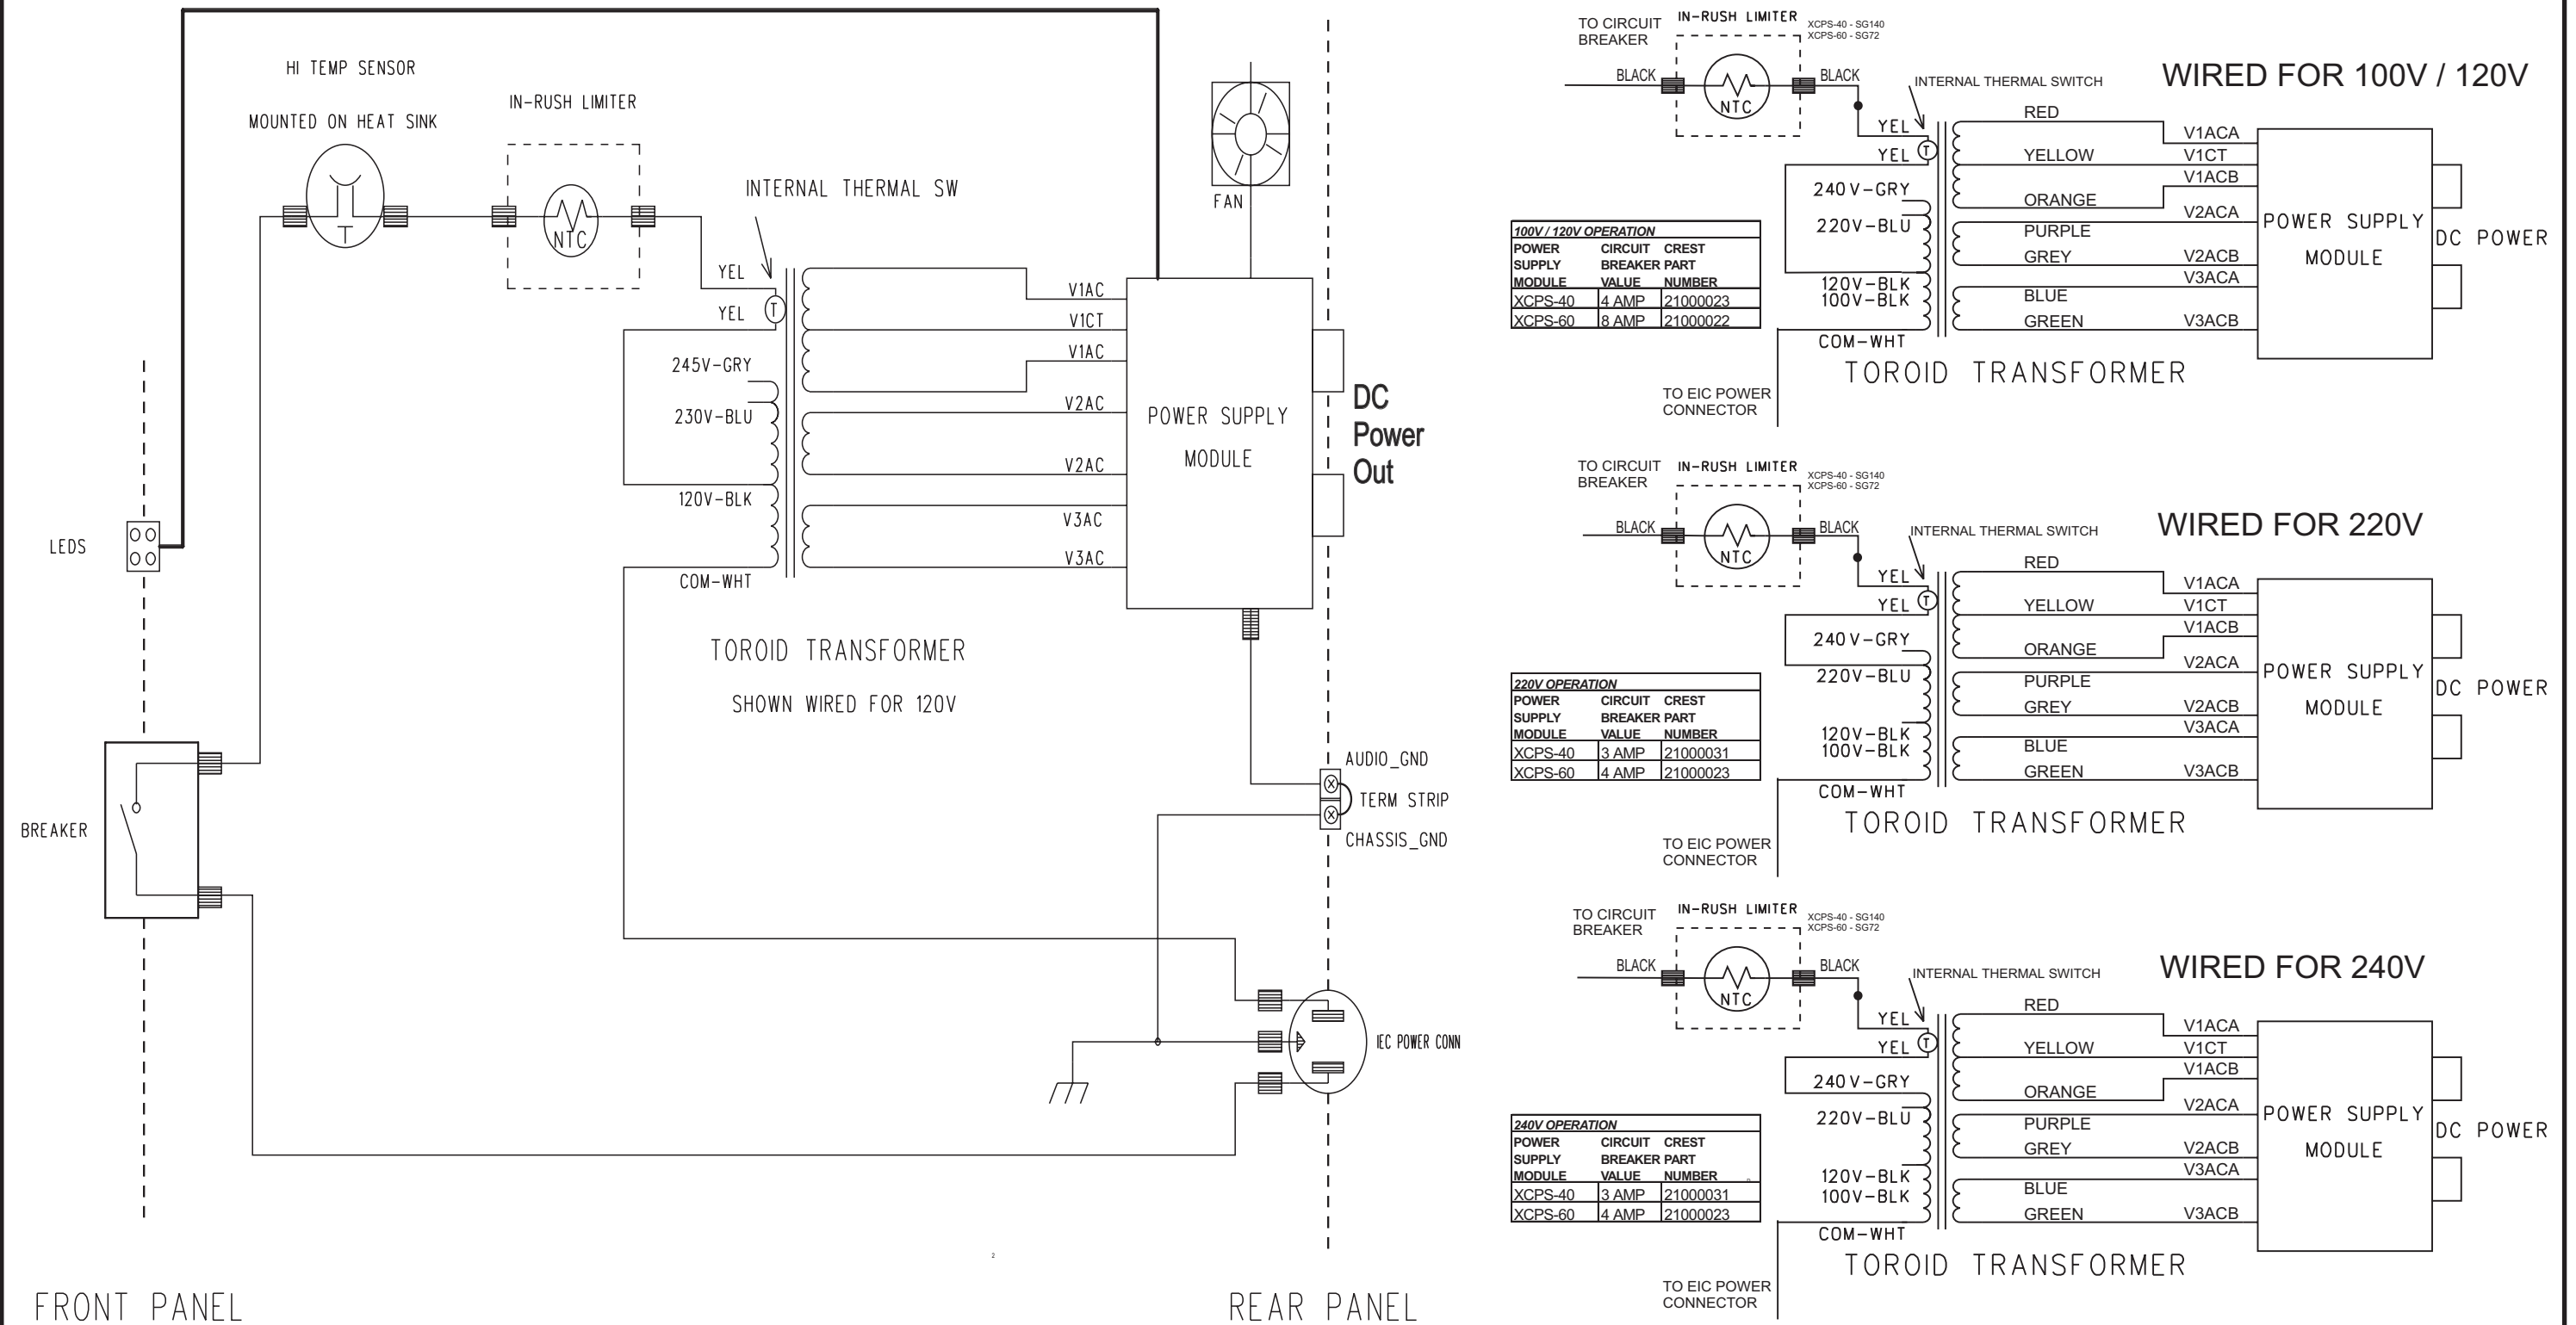 HI TEMP SENSOR
MOUNTED ON HEAT SINK
T
IN-RUSH LIMITER
NTC
INTERNAL THERMAL SW
YEL
YEL
T
245V-GRY
230V-BLU
120V-BLK
COM-WHT
V1AC
V1CT
V1AC
V2AC
V2AC
V3AC
V3AC
FAN
POWER SUPPLY
MODULE
DC
Power
Out
TOROID TRANSFORMER
SHOWN WIRED FOR 120V
LEDS
BREAKER
AUDIO_GND
TERM STRIP
CHASSIS_GND
IEC POWER CONN
2
FRONT PANEL
REAR PANEL
TO CIRCUIT
BREAKER
IN-RUSH LIMITER
XCPS-40 - SG140
XCPS-60 - SG72
BLACK
NTC
BLACK
INTERNAL THERMAL SWITCH
WIRED FOR 100V / 120V
YEL
YEL
T
240V-GRY
220V-BLU
120V-BLK
100V-BLK
COM-WHT
RED
YELLOW
ORANGE
PURPLE
GREY
BLUE
GREEN
V1ACA
V1CT
V1ACB
V2ACA
V2ACB
V3ACA
V3ACB
POWER SUPPLY
MODULE
DC POWER
TOROID TRANSFORMER
TO EIC POWER
CONNECTOR
100V / 120V OPERATION
POWER CIRCUIT CREST
SUPPLY BREAKER PART
MODULE VALUE NUMBER
XCPS-40 4 AMP 21000023
XCPS-60 8 AMP 21000022
TO CIRCUIT
BREAKER
IN-RUSH LIMITER
XCPS-40 - SG140
XCPS-60 - SG72
BLACK
NTC
BLACK
INTERNAL THERMAL SWITCH
WIRED FOR 220V
YEL
YEL
T
240V-GRY
220V-BLU
120V-BLK
100V-BLK
COM-WHT
RED
YELLOW
ORANGE
PURPLE
GREY
BLUE
GREEN
V1ACA
V1CT
V1ACB
V2ACA
V2ACB
V3ACA
V3ACB
POWER SUPPLY
MODULE
DC POWER
TOROID TRANSFORMER
TO EIC POWER
CONNECTOR
220V OPERATION
POWER CIRCUIT CREST
SUPPLY BREAKER PART
MODULE VALUE NUMBER
XCPS-40 3 AMP 21000031
XCPS-60 4 AMP 21000023
TO CIRCUIT
BREAKER
IN-RUSH LIMITER
XCPS-40 - SG140
XCPS-60 - SG72
BLACK
NTC
BLACK
INTERNAL THERMAL SWITCH
WIRED FOR 240V
YEL
YEL
T
240V-GRY
220V-BLU
120V-BLK
100V-BLK
COM-WHT
RED
YELLOW
ORANGE
PURPLE
GREY
BLUE
GREEN
V1ACA
V1CT
V1ACB
V2ACA
V2ACB
V3ACA
V3ACB
POWER SUPPLY
MODULE
DC POWER
TOROID TRANSFORMER
TO EIC POWER
CONNECTOR
240V OPERATION
POWER CIRCUIT CREST
SUPPLY BREAKER PART
MODULE VALUE NUMBER
XCPS-40 3 AMP 21000031
XCPS-60 4 AMP 21000023